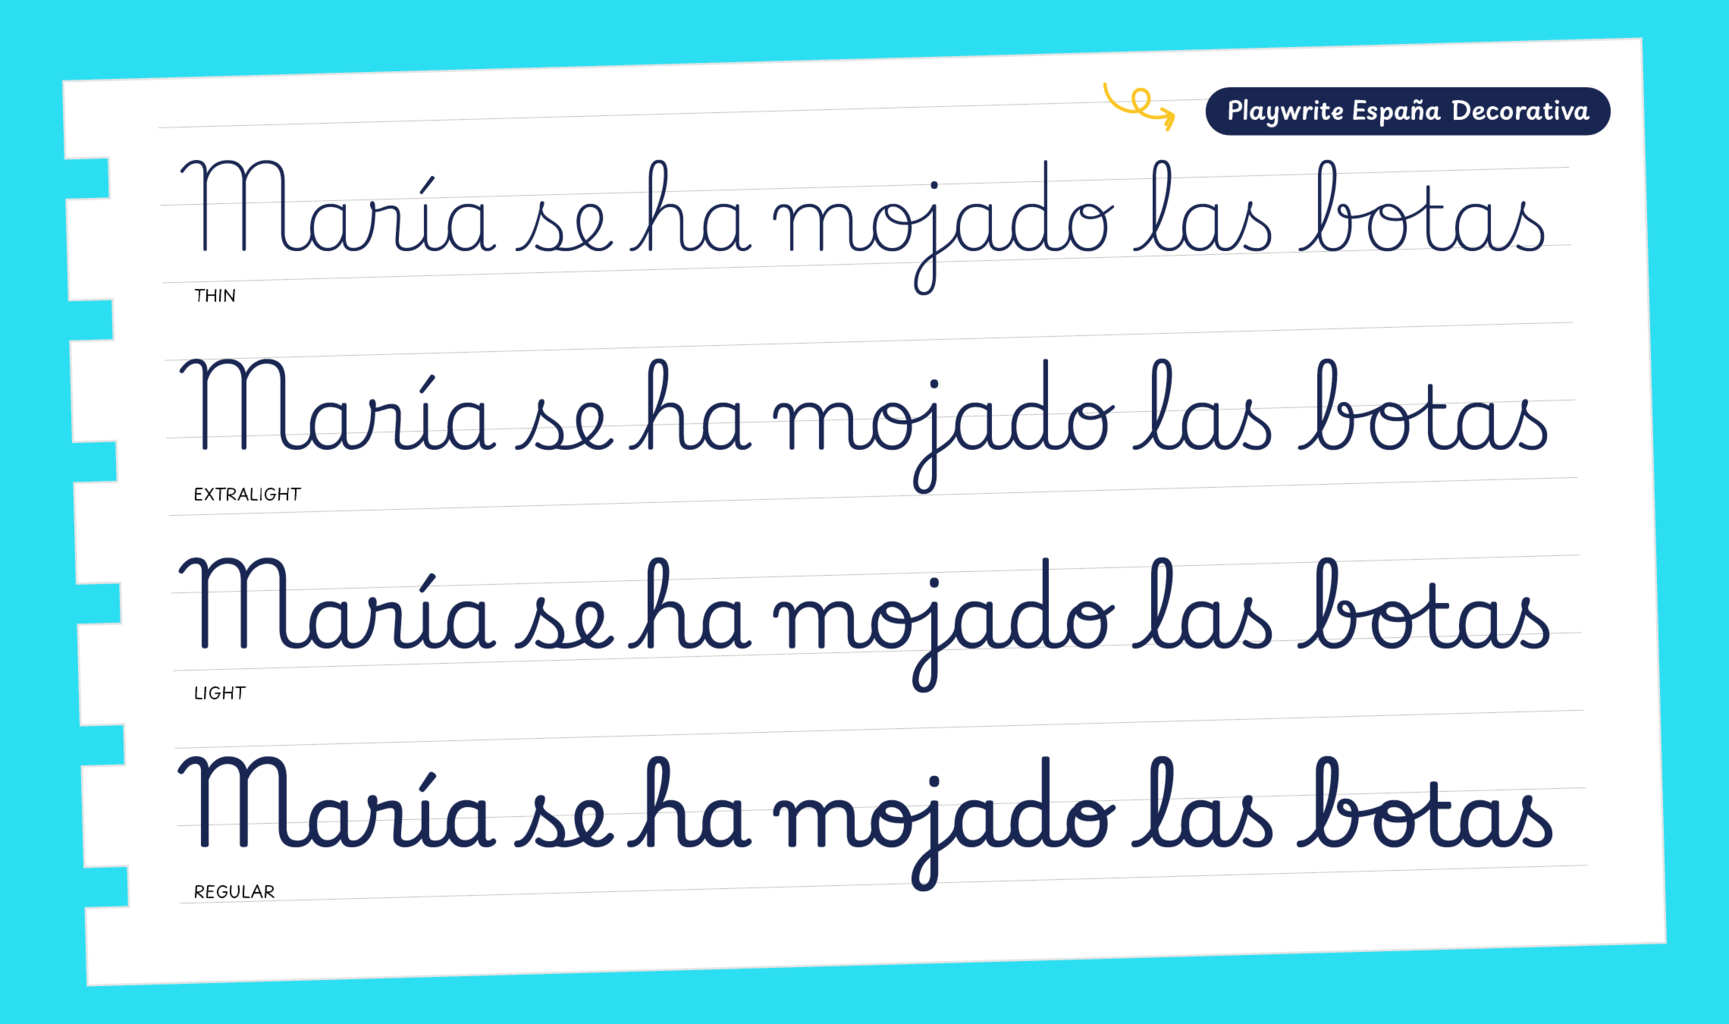 Playwrite España Decorativa
María se ha mojado las botas
THIN
María se ha mojado las botas
EXTRALIGHT
María se ha mojado las botas
LIGHT
María se ha mojado las botas
REGULAR